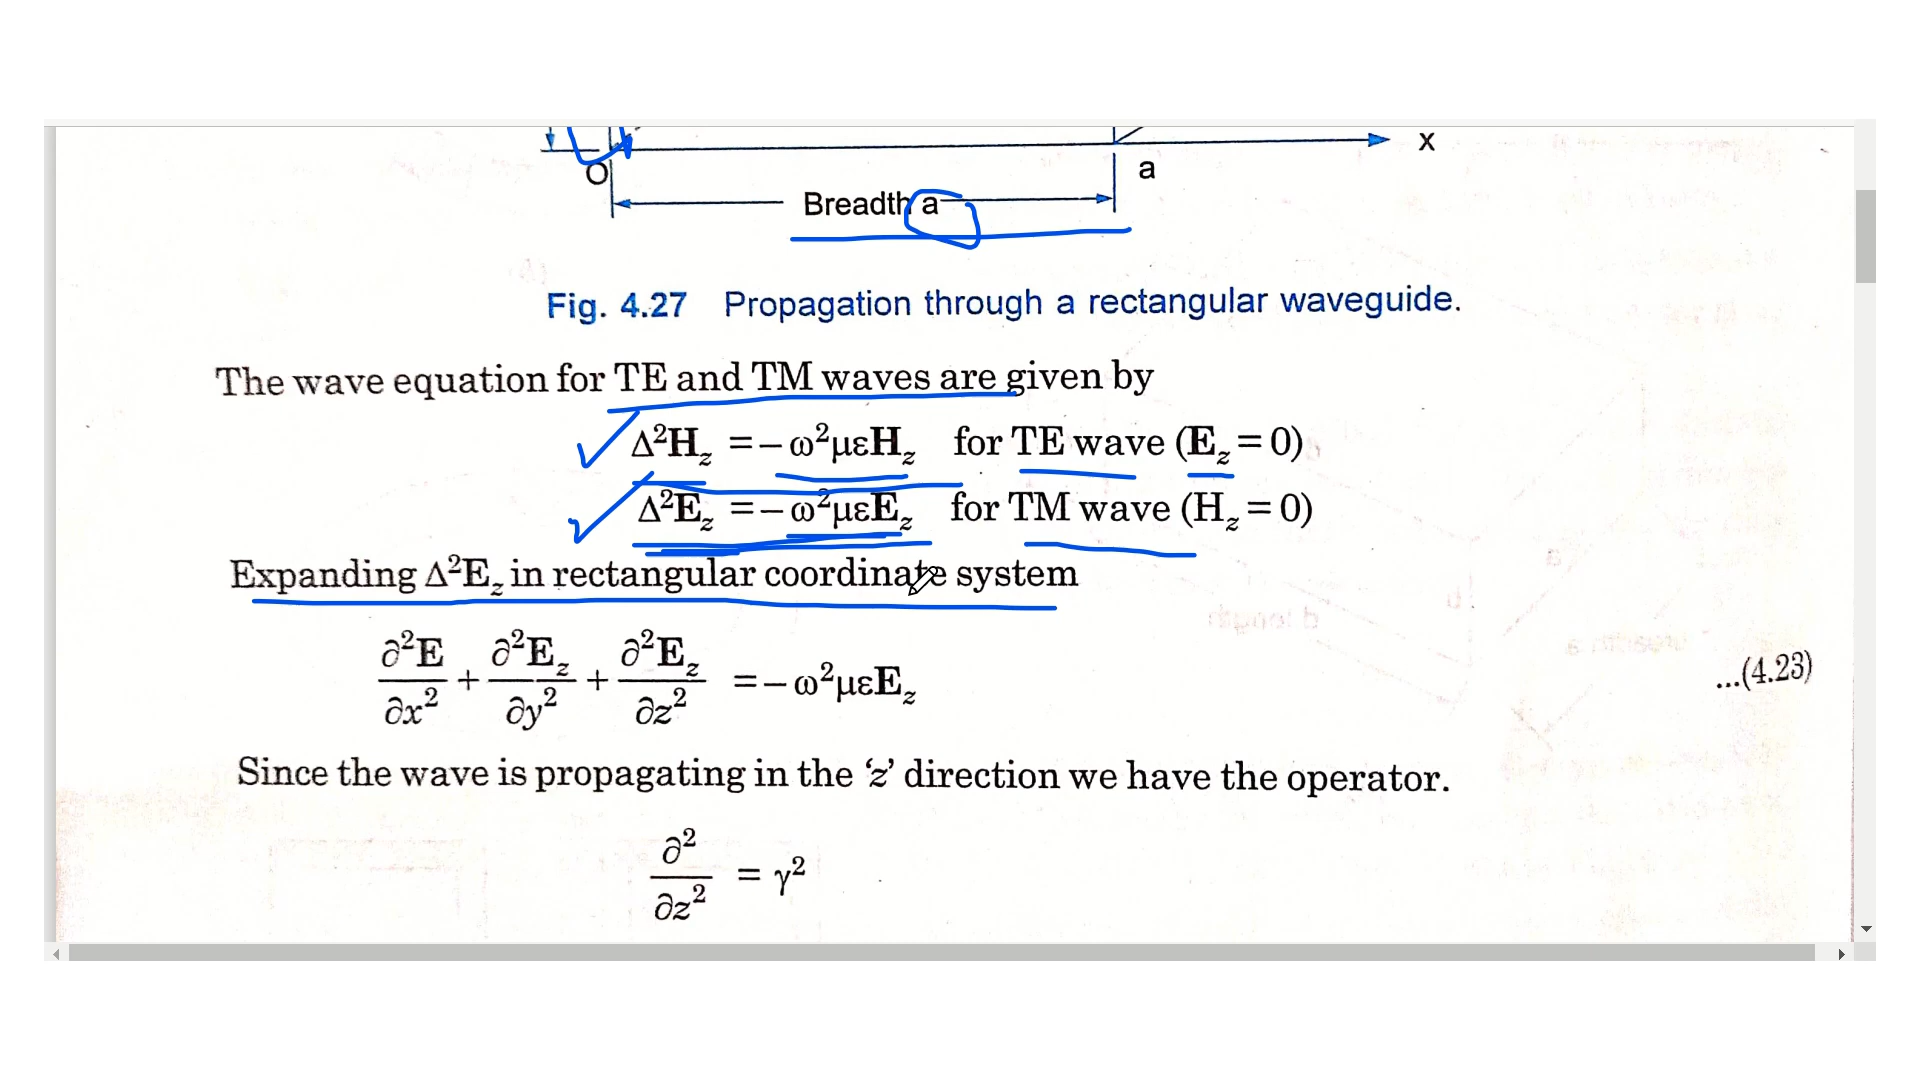 x
O
a
Breadth a
Fig. 4.27 Propagation through a rectangular waveguide.
The wave equation for TE and TM waves are given by
Δ²H_z = – ω²μεH_z for TE wave (E_z = 0)
Δ²E_z = – ω²μεE_z for TM wave (H_z = 0)
Expanding Δ²E_z in rectangular coordinate system
∂²E/∂x² + ∂²E_z/∂y² + ∂²E_z/∂z² = – ω²μεE_z ...(4.23)
Since the wave is propagating in the ‘z’ direction we have the operator.
∂²/∂z² = γ²